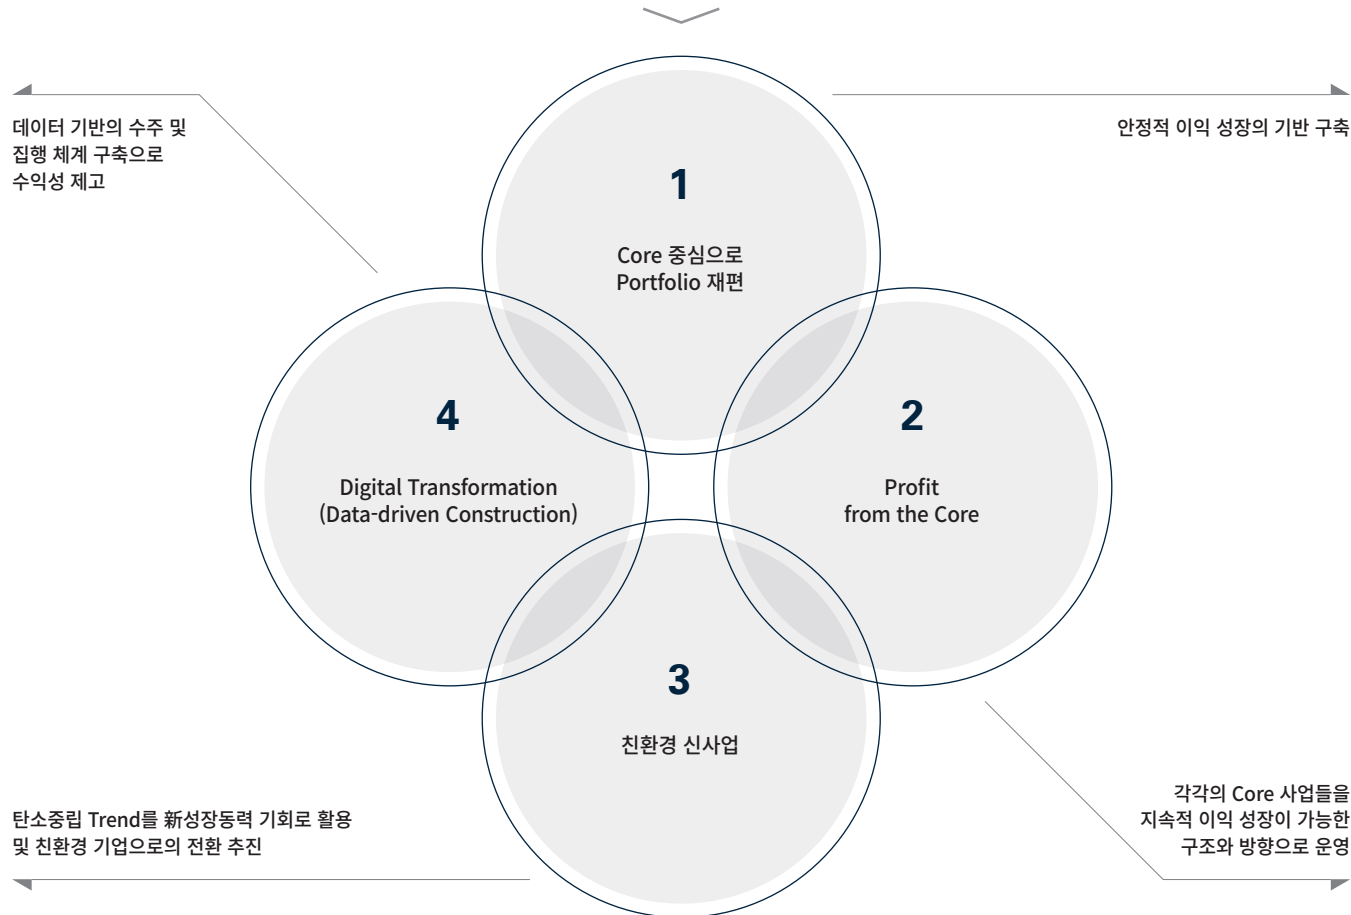 데이터 기반의 수주 및
집행 체계 구축으로
수익성 제고
안정적 이익 성장의 기반 구축
1
Core 중심으로
Portfolio 재편
4
Digital Transformation
(Data-driven Construction)
2
Profit
from the Core
3
친환경 신사업
탄소중립 Trend를 新성장동력 기회로 활용
및 친환경 기업으로의 전환 추진
각각의 Core 사업들을
지속적 이익 성장이 가능한
구조와 방향으로 운영